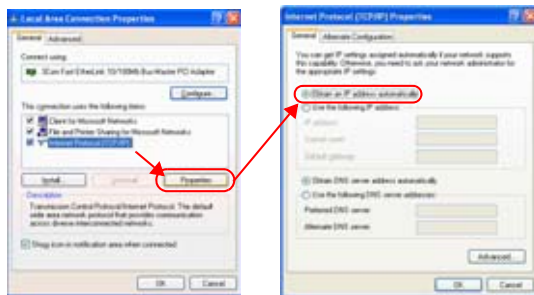 Local Area Connection Properties
General Advanced
Connect using:
3Com Fast EtherLink 10/100Mb Bus-Master PCI Adapter
Configure...
This connection uses the following items:
Client for Microsoft Networks
File and Printer Sharing for Microsoft Networks
Internet Protocol (TCP/IP)
Install... Uninstall Properties
Description
Transmission Control Protocol/Internet Protocol. The default
wide area network protocol that provides communication
across diverse interconnected networks.
Show icon in notification area when connected
OK Cancel
Internet Protocol (TCP/IP) Properties
General Alternate Configuration
You can get IP settings assigned automatically if your network supports
this capability. Otherwise, you need to ask your network administrator for
the appropriate IP settings.
Obtain an IP address automatically
Use the following IP address:
IP address:
Subnet mask:
Default gateway:
Obtain DNS server address automatically
Use the following DNS server addresses:
Preferred DNS server:
Alternate DNS server:
Advanced...
OK Cancel